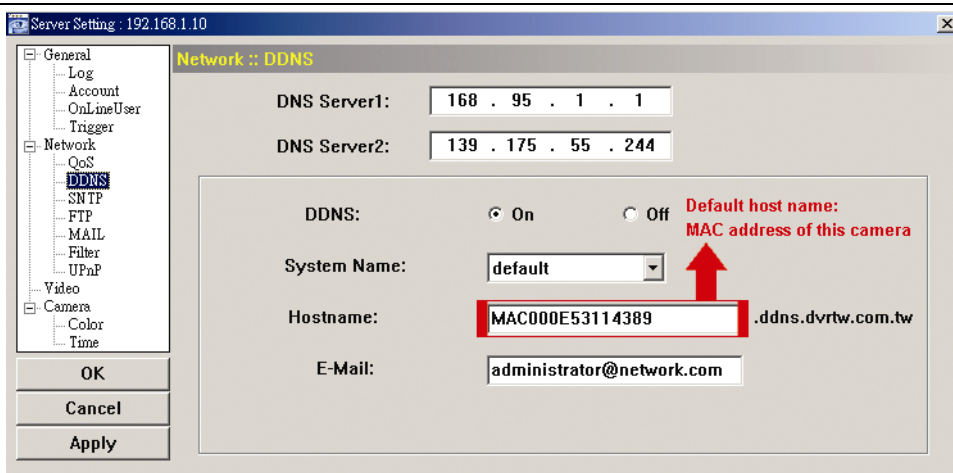 Server Setting : 192.168.1.10
General
Log
Account
OnLineUser
Trigger
Network
QoS
DDNS
SNTP
FTP
MAIL
Filter
UPnP
Video
Camera
Color
Time
OK
Cancel
Apply
Network :: DDNS
DNS Server1: 168 . 95 . 1 . 1
DNS Server2: 139 . 175 . 55 . 244
DDNS: On Off
Default host name:
MAC address of this camera
System Name: default
Hostname: MAC000E53114389 .ddns.dvrtw.com.tw
E-Mail: administrator@network.com